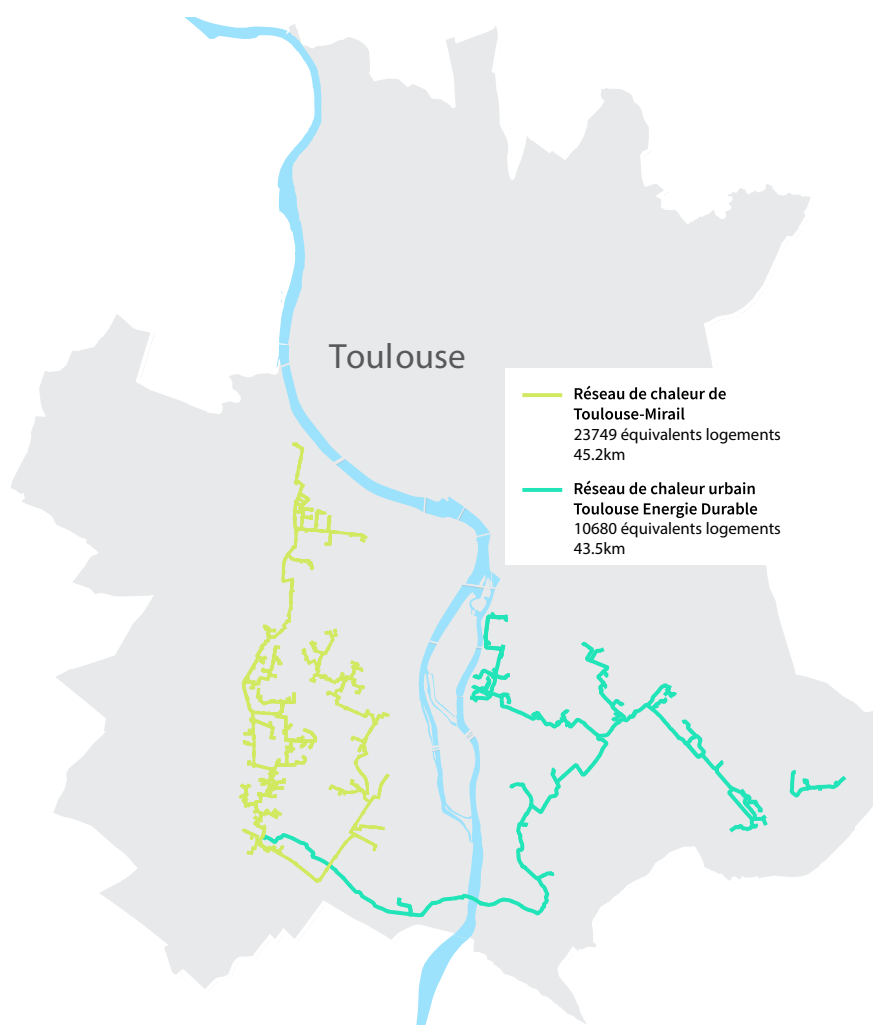 Toulouse
Réseau de chaleur de
Toulouse-Mirail
23749 équivalents logements
45.2km
Réseau de chaleur urbain
Toulouse Energie Durable
10680 équivalents logements
43.5km